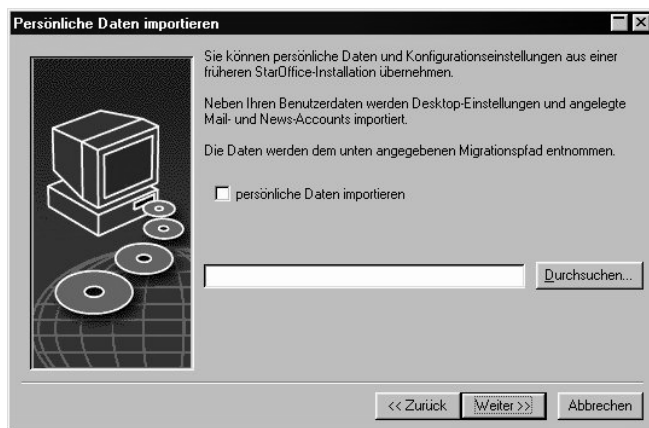 Persönliche Daten importieren
Sie können persönliche Daten und Konfigurationseinstellungen aus einer
früheren StarOffice-Installation übernehmen.
Neben Ihren Benutzerdaten werden Desktop-Einstellungen und angelegte
Mail- und News-Accounts importiert.
Die Daten werden dem unten angegebenen Migrationspfad entnommen.
persönliche Daten importieren
Durchsuchen...
<< Zurück
Weiter >>
Abbrechen